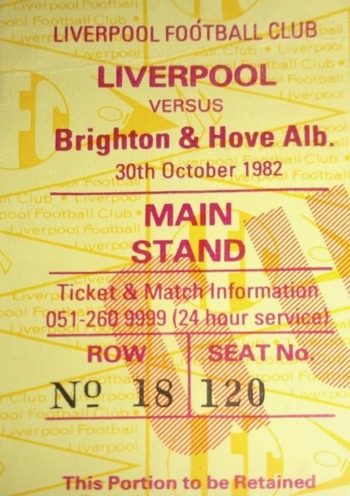 LIVERPOOL FOOTBALL CLUB
LIVERPOOL
VERSUS
Brighton & Hove Alb.
30th October 1982
MAIN
STAND
Ticket & Match Information
051-260 9999 (24 hour service)
ROW SEAT No.
Nº 18 120
This Portion to be Retained